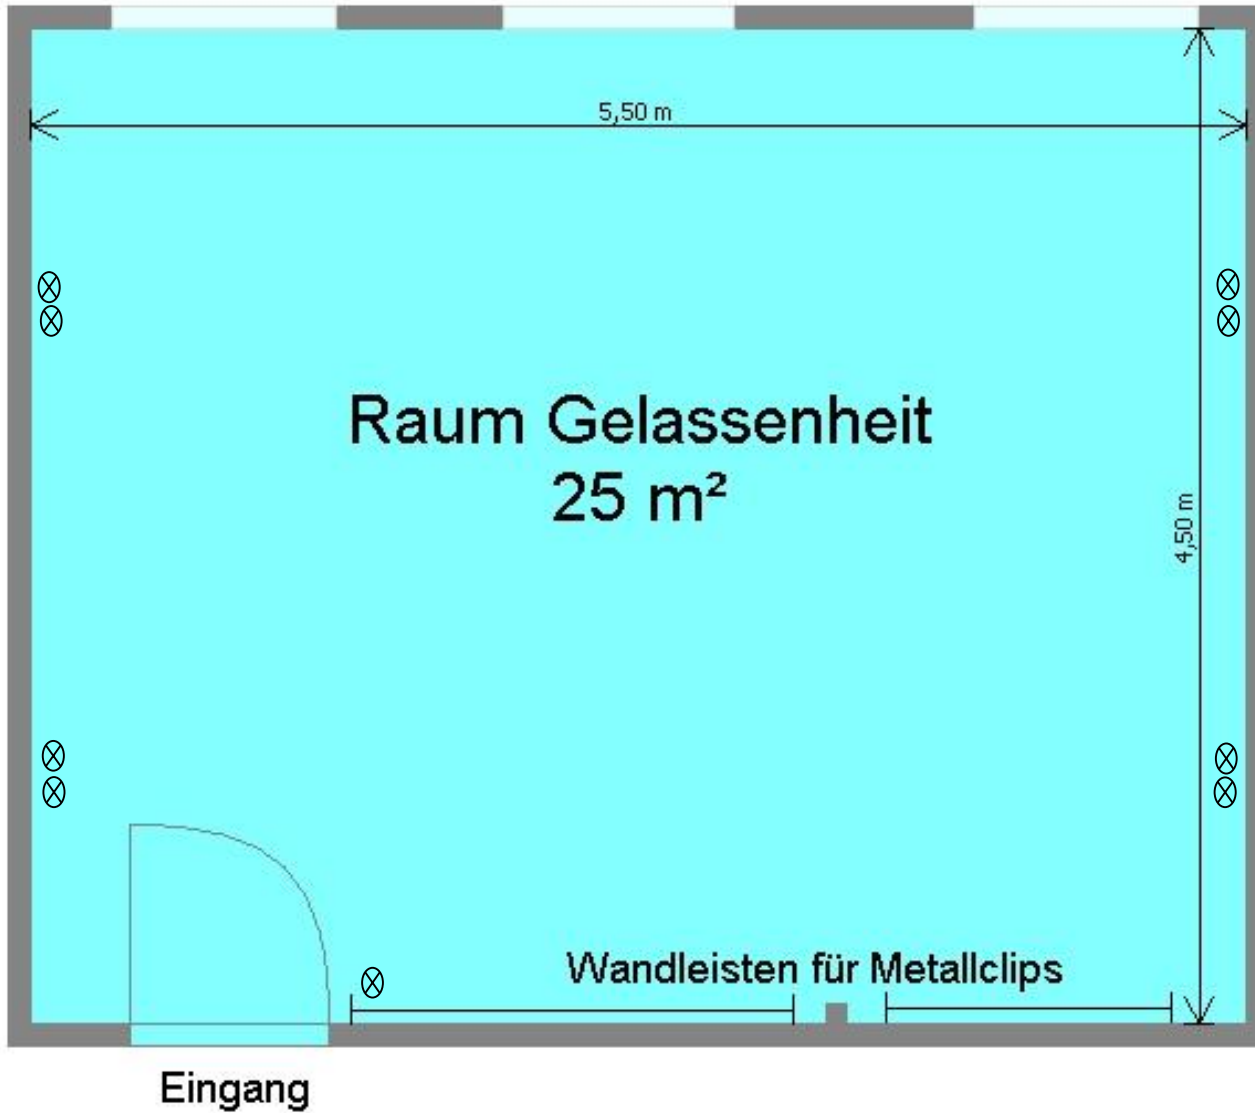 5,50 m
Raum Gelassenheit
25 m²
4,50 m
Wandleisten für Metallclips
Eingang